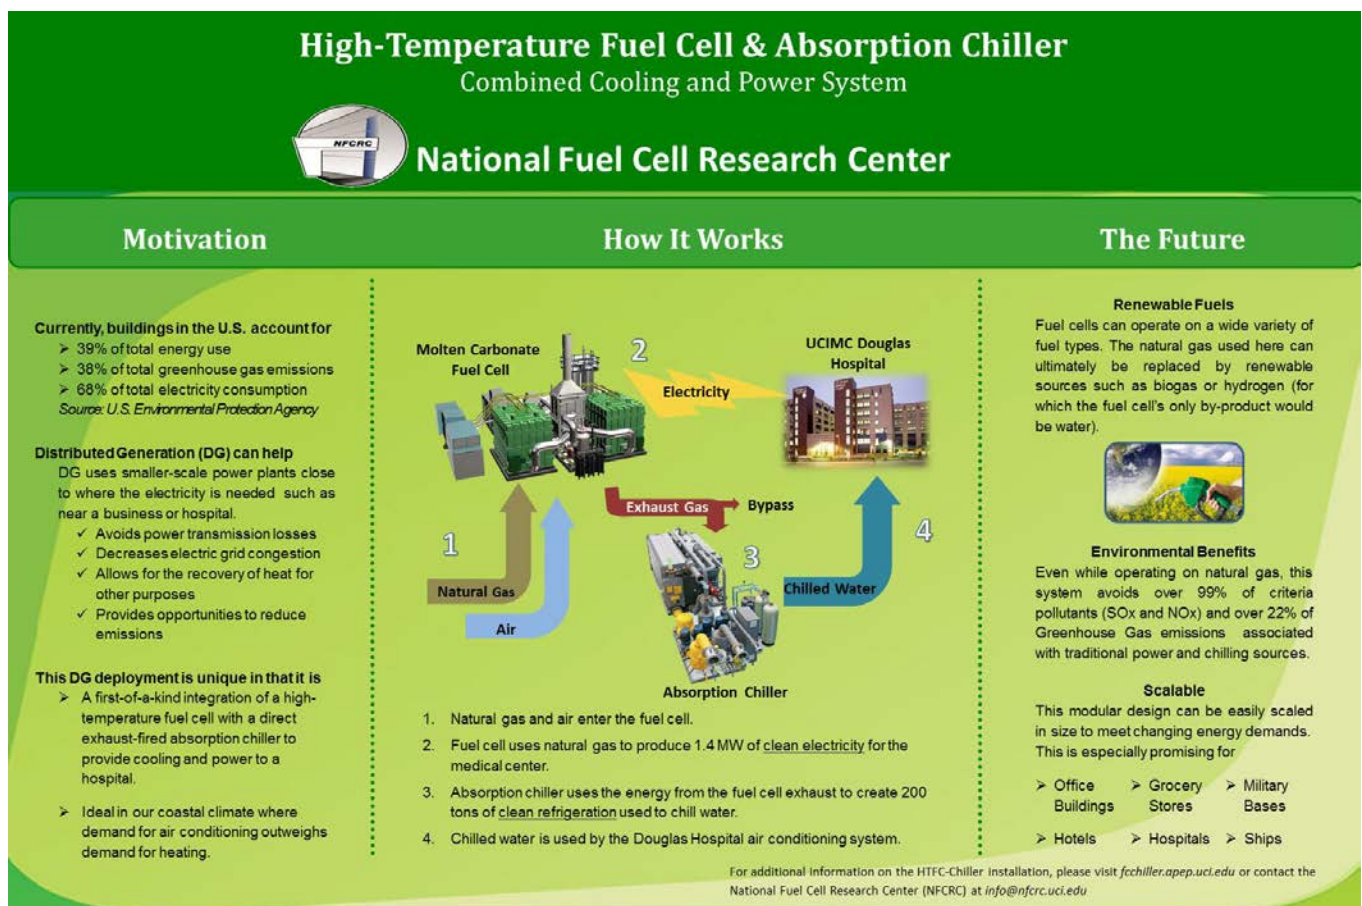 High-Temperature Fuel Cell & Absorption Chiller
Combined Cooling and Power System
NFCRC
National Fuel Cell Research Center
Motivation
Currently, buildings in the U.S. account for
➢ 39% of total energy use
➢ 38% of total greenhouse gas emissions
➢ 68% of total electricity consumption
Source: U.S. Environmental Protection Agency
Distributed Generation (DG) can help
DG uses smaller-scale power plants close
to where the electricity is needed such as
near a business or hospital.
✓ Avoids power transmission losses
✓ Decreases electric grid congestion
✓ Allows for the recovery of heat for
other purposes
✓ Provides opportunities to reduce
emissions
This DG deployment is unique in that it is
➢ A first-of-a-kind integration of a high-
temperature fuel cell with a direct
exhaust-fired absorption chiller to
provide cooling and power to a
hospital.
➢ Ideal in our coastal climate where
demand for air conditioning outweighs
demand for heating.
How It Works
Molten Carbonate
Fuel Cell
2
Electricity
UCIMC Douglas
Hospital
1
Natural Gas
Air
Exhaust Gas
Bypass
3
4
Chilled Water
Absorption Chiller
1. Natural gas and air enter the fuel cell.
2. Fuel cell uses natural gas to produce 1.4 MW of clean electricity for the
medical center.
3. Absorption chiller uses the energy from the fuel cell exhaust to create 200
tons of clean refrigeration used to chill water.
4. Chilled water is used by the Douglas Hospital air conditioning system.
The Future
Renewable Fuels
Fuel cells can operate on a wide variety of
fuel types. The natural gas used here can
ultimately be replaced by renewable
sources such as biogas or hydrogen (for
which the fuel cell's only by-product would
be water).
Environmental Benefits
Even while operating on natural gas, this
system avoids over 99% of criteria
pollutants (SOx and NOx) and over 22% of
Greenhouse Gas emissions associated
with traditional power and chilling sources.
Scalable
This modular design can be easily scaled
in size to meet changing energy demands.
This is especially promising for
➢ Office Buildings
➢ Grocery Stores
➢ Military Bases
➢ Hotels
➢ Hospitals
➢ Ships
For additional information on the HTFC-Chiller installation, please visit fcchiller.apep.uci.edu or contact the
National Fuel Cell Research Center (NFCRC) at info@nfcrc.uci.edu